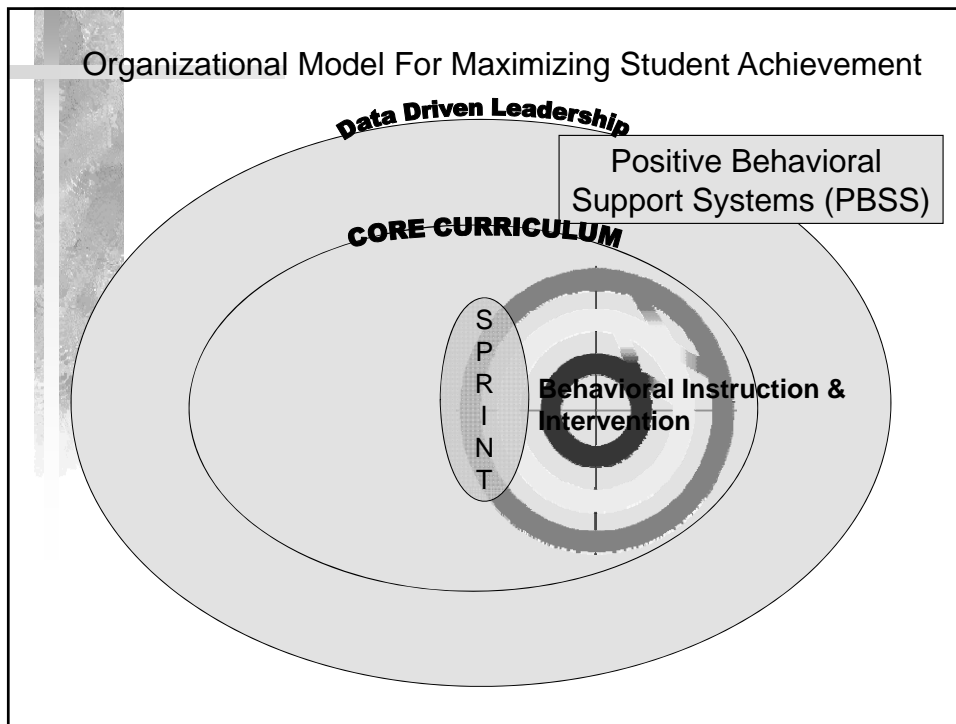 Organizational Model For Maximizing Student Achievement
Data Driven Leadership
Positive Behavioral
Support Systems (PBSS)
CORE CURRICULUM
SPRINT
Behavioral Instruction &
Intervention